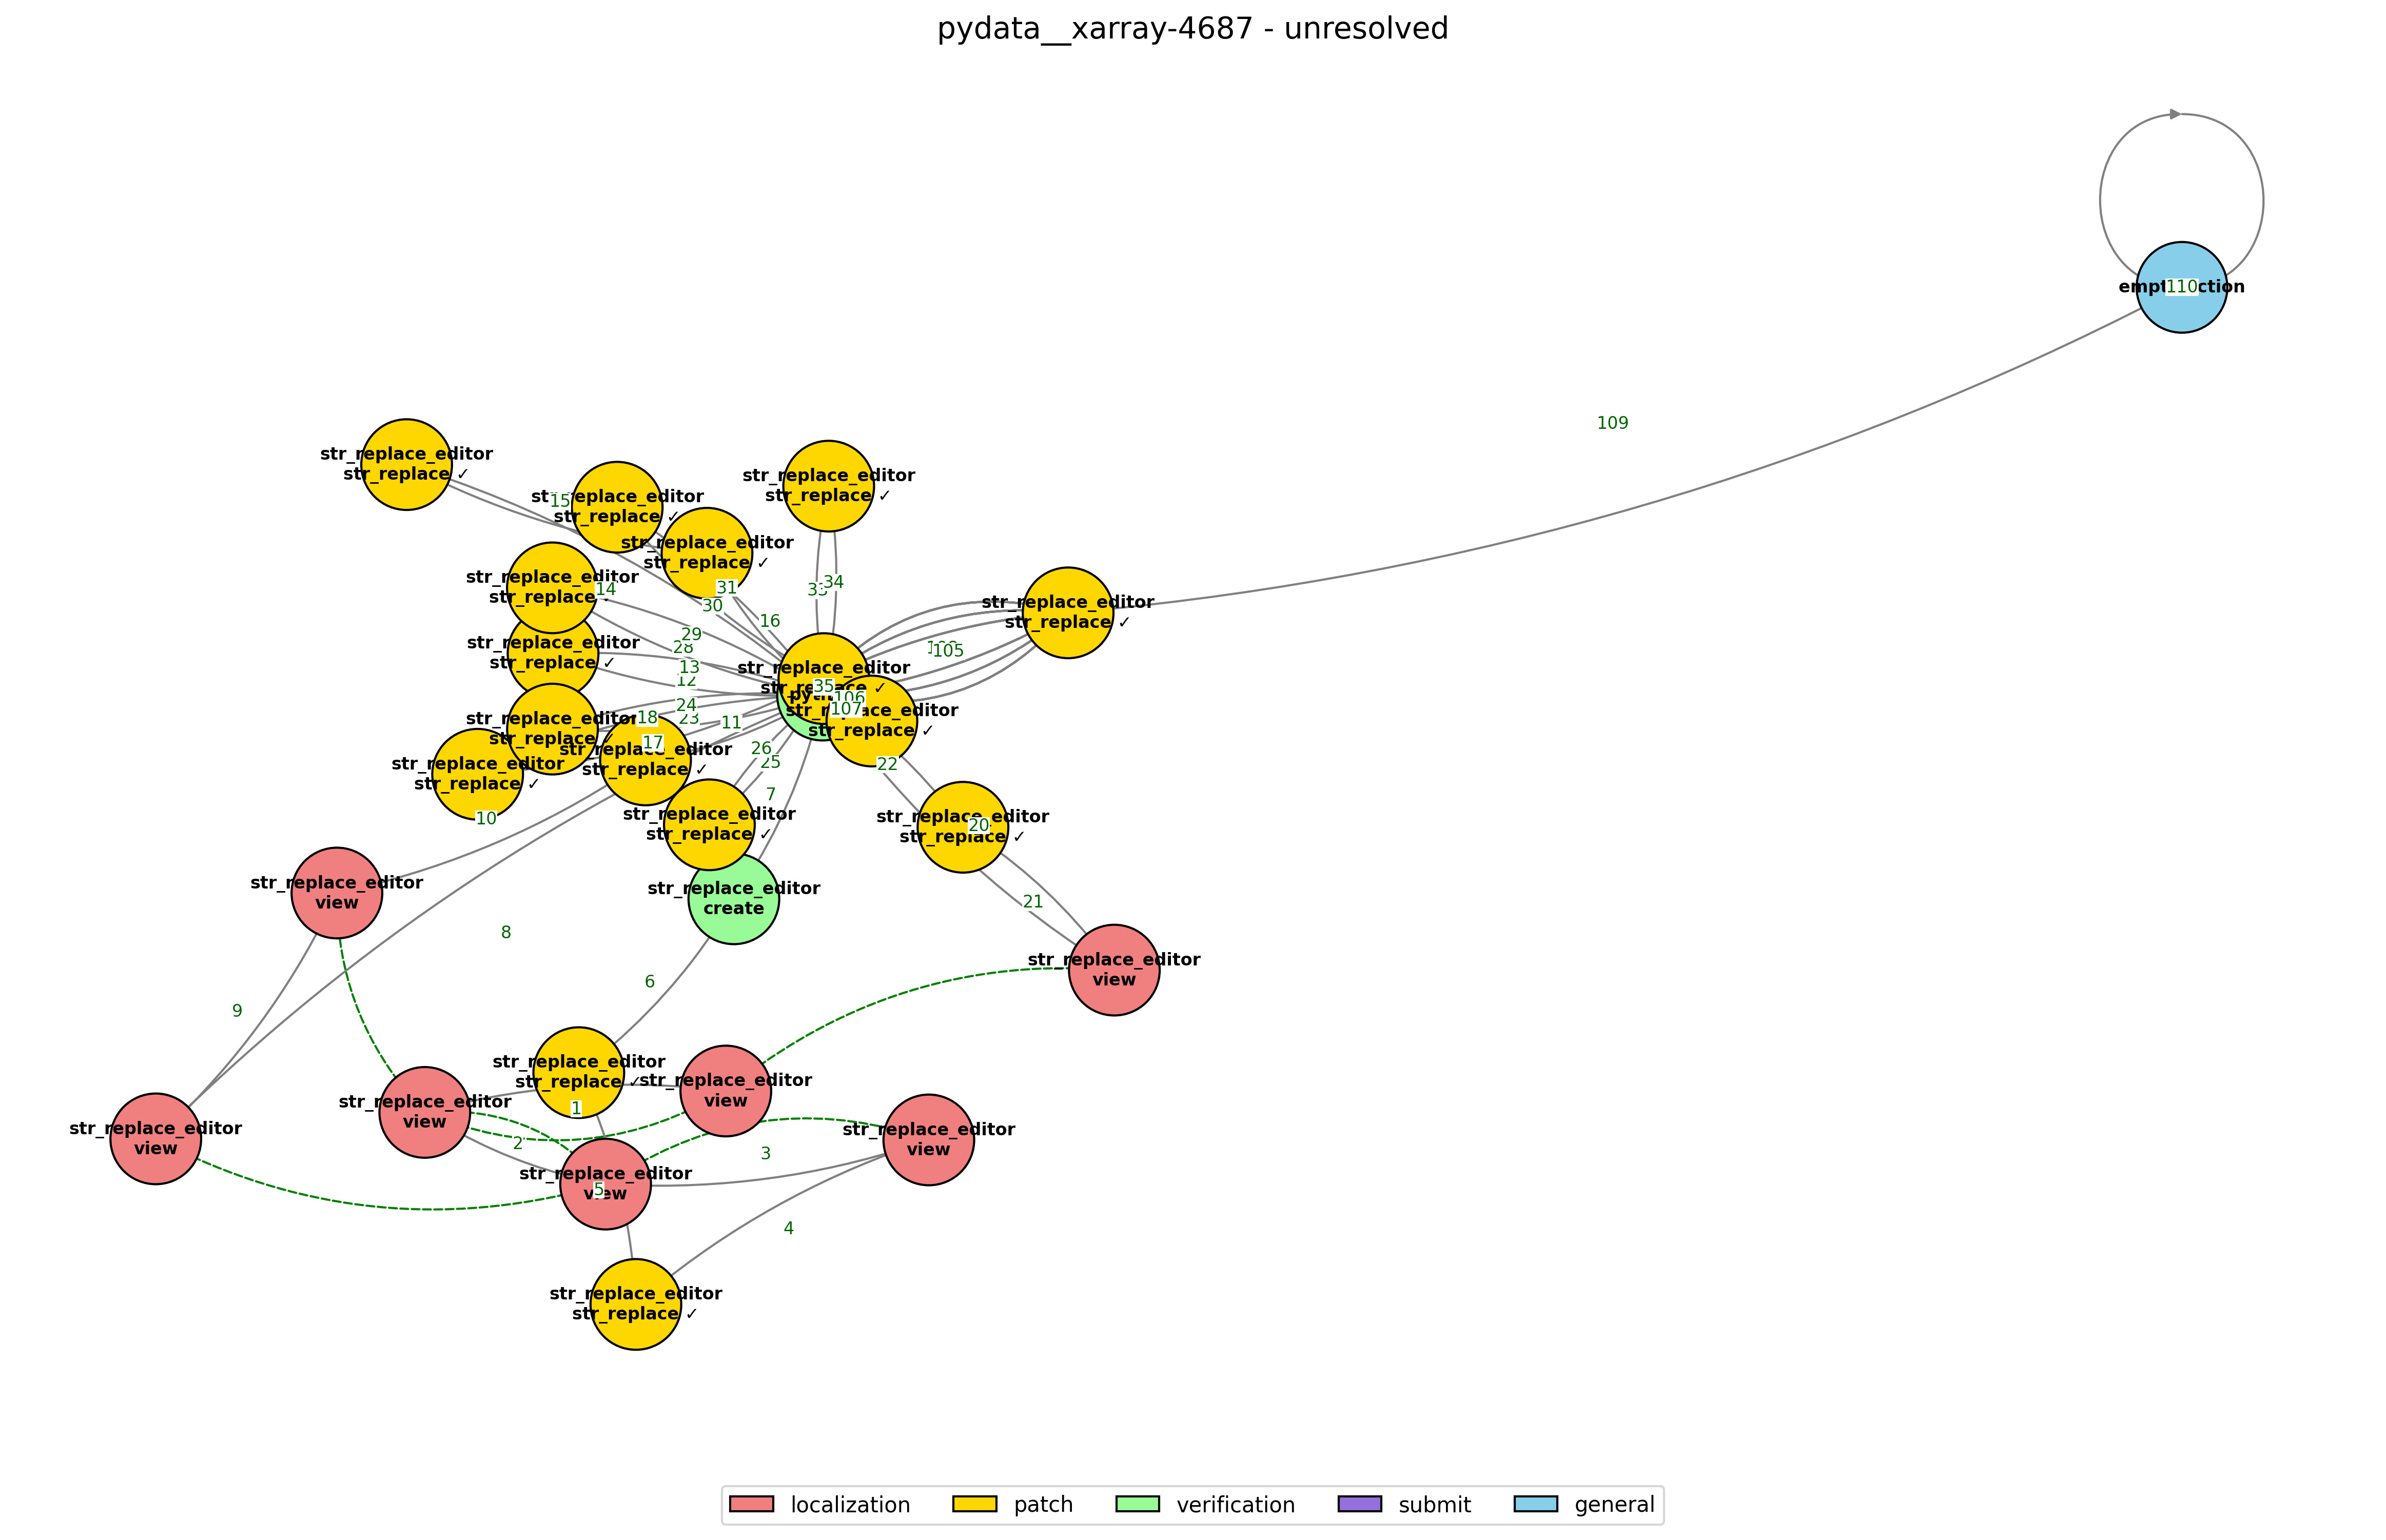 pydata__xarray-4687 - unresolved
110
109
str_replace_editor
str_replace ✓
str_replace_editor
str_replace ✓
15
str_replace_editor
str_replace ✓
str_replace_editor
str_replace ✓
str_replace_editor
str_replace
14
31
34
30
str_replace_editor
str_replace ✓
16
29
28
105
str_replace_editor
str_replace ✓
13
12
str_replace_editor
str_replace ✓
35
106
107
str_replace_editor
str_replace ✓
24
23
18
11
str_replace_editor
str_replace
17
str_replace_editor
str_replace ✓
26
25
22
str_replace_editor
str_replace ✓
7
10
str_replace_editor
str_replace ✓
str_replace_editor
str_replace ✓
20
str_replace_editor
view
str_replace_editor
create
21
8
str_replace_editor
view
6
9
str_replace_editor
str_replace ✓
str_replace_editor
view
str_replace_editor
view
1
2
str_replace_editor
view
str_replace_editor
view
3
str_replace_editor
view
5
4
str_replace_editor
str_replace ✓
localization
patch
verification
submit
general